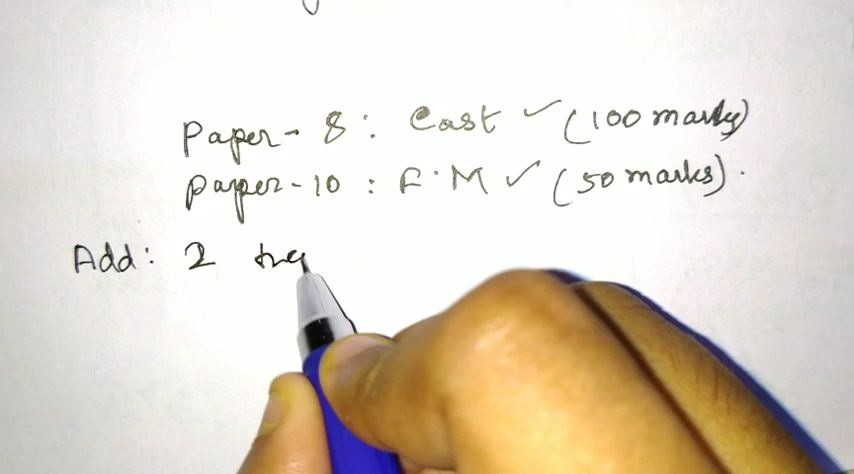 Paper - 8 : Cost ✓ (100 marks)
Paper - 10 : F.M ✓ (50 marks).
Add : 2